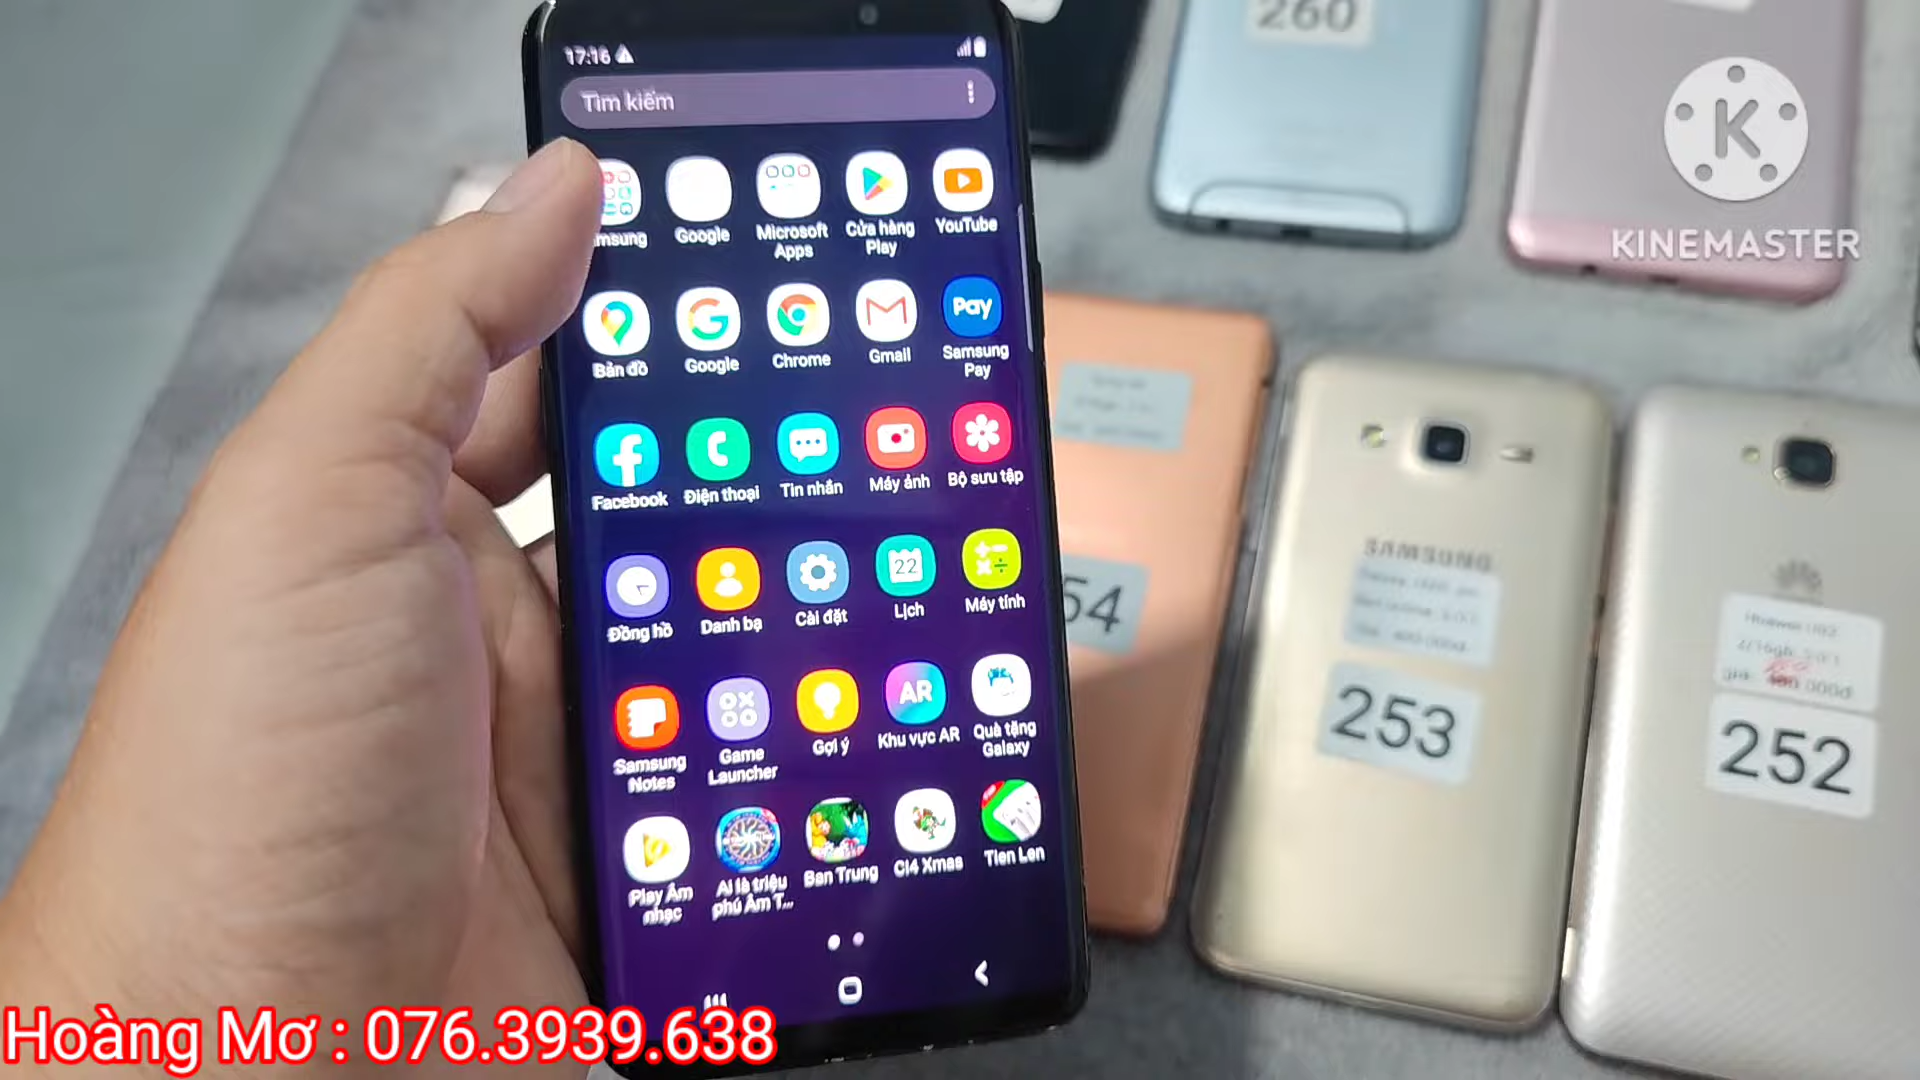 260
KINEMASTER
17:16
Tìm kiếm
msung
Google
Microsoft Apps
Cửa hàng Play
YouTube
Bản đồ
Google
Chrome
Gmail
Pay
Samsung Pay
Facebook
Điện thoại
Tin nhắn
Máy ảnh
Bộ sưu tập
22
Đồng hồ
Danh bạ
Cài đặt
Lịch
Máy tính
AR
Samsung Notes
Game Launcher
Gợi ý
Khu vực AR
Quà tặng Galaxy
Play Âm nhạc
Ai là triệu phú Âm T...
Ban Trung
Ci4 Xmas
Tien Len
54
SAMSUNG
253
2/16gb
000đ
252
Hoàng Mơ : 076.3939.638